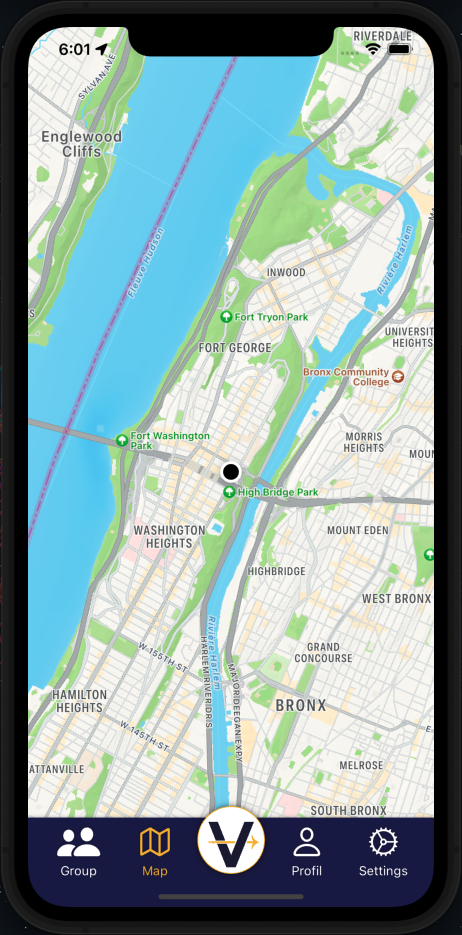 6:01
RIVERDALE
SYLVAN AVE
Englewood
Cliffs
Fleuve Hudson
Rivière Harlem
INWOOD
Fort Tryon Park
FORT GEORGE
UNIVERSIT
HEIGHTS
Bronx Community
College
Fort Washington
Park
MORRIS
HEIGHTS
MOUN
High Bridge Park
WASHINGTON
HEIGHTS
MOUNT EDEN
HIGHBRIDGE
WEST BRONX
Rivière Harlem
HARLEM RIVER DR S
MAJOR DEEGAN EXPY
W 155TH ST
GRAND
CONCOURSE
HAMILTON
HEIGHTS
BRONX
W 145TH ST
ATTANVILLE
MELROSE
SOUTH BRONX
V
Group
Map
Profil
Settings